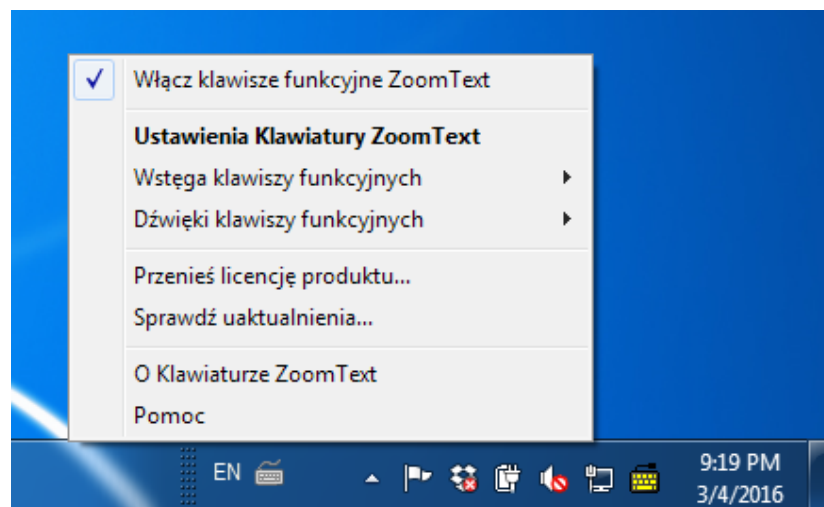 Włącz klawisze funkcyjne ZoomText
Ustawienia Klawiatury ZoomText
Wstęga klawiszy funkcyjnych
Dźwięki klawiszy funkcyjnych
Przenieś licencję produktu...
Sprawdź uaktualnienia...
O Klawiaturze ZoomText
Pomoc
EN
9:19 PM
3/4/2016